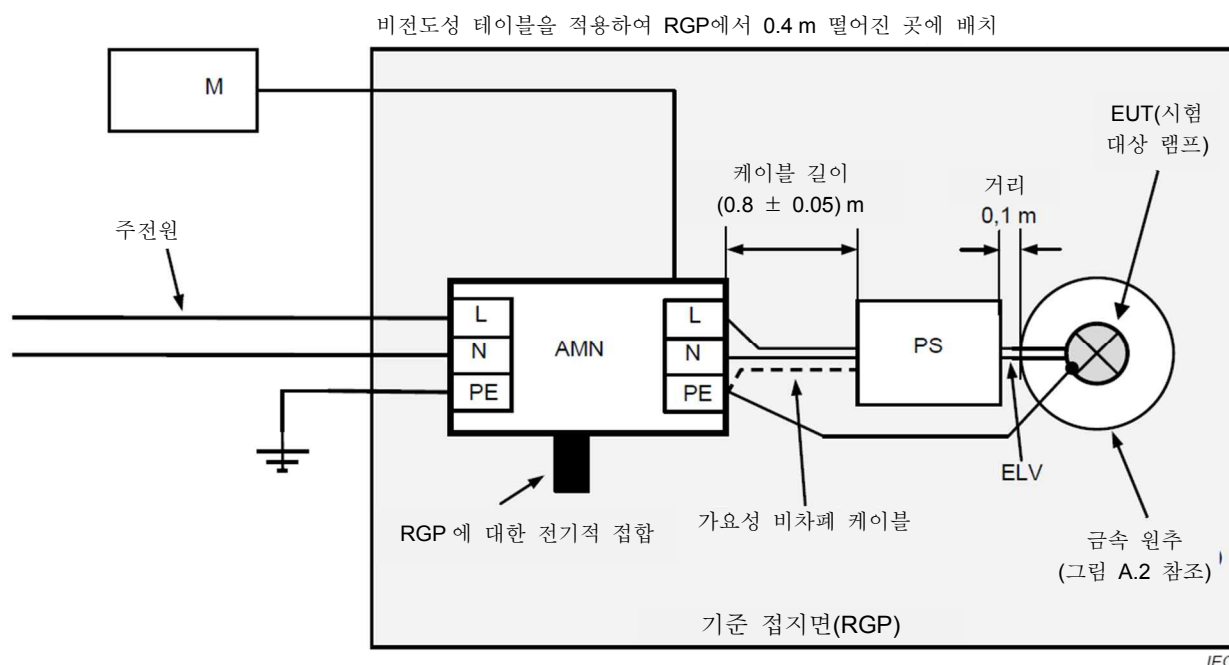 비전도성 테이블을 적용하여 RGP에서 0.4 m 떨어진 곳에 배치
M
EUT(시험
대상 램프)
케이블 길이
(0.8 ± 0.05) m
거리
0,1 m
주전원
L
N
PE
AMN
L
N
PE
PS
ELV
RGP 에 대한 전기적 접합
가요성 비차폐 케이블
금속 원추
(그림 A.2 참조)
기준 접지면(RGP)
IEC